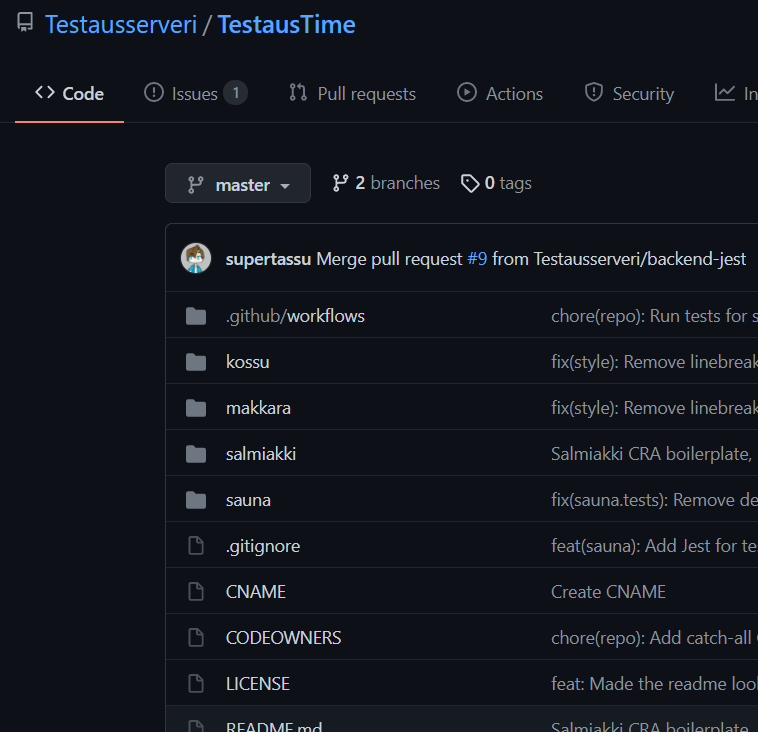 Testausserveri / TestausTime
Code Issues 1 Pull requests Actions Security In
master 2 branches 0 tags
supertassu Merge pull request #9 from Testausserveri/backend-jest
.github/workflows chore(repo): Run tests for s
kossu fix(style): Remove linebreak
makkara fix(style): Remove linebreak
salmiakki Salmiakki CRA boilerplate,
sauna fix(sauna.tests): Remove de
.gitignore feat(sauna): Add Jest for te
CNAME Create CNAME
CODEOWNERS chore(repo): Add catch-all
LICENSE feat: Made the readme loo
README.md Salmiakki CRA boilerplate,